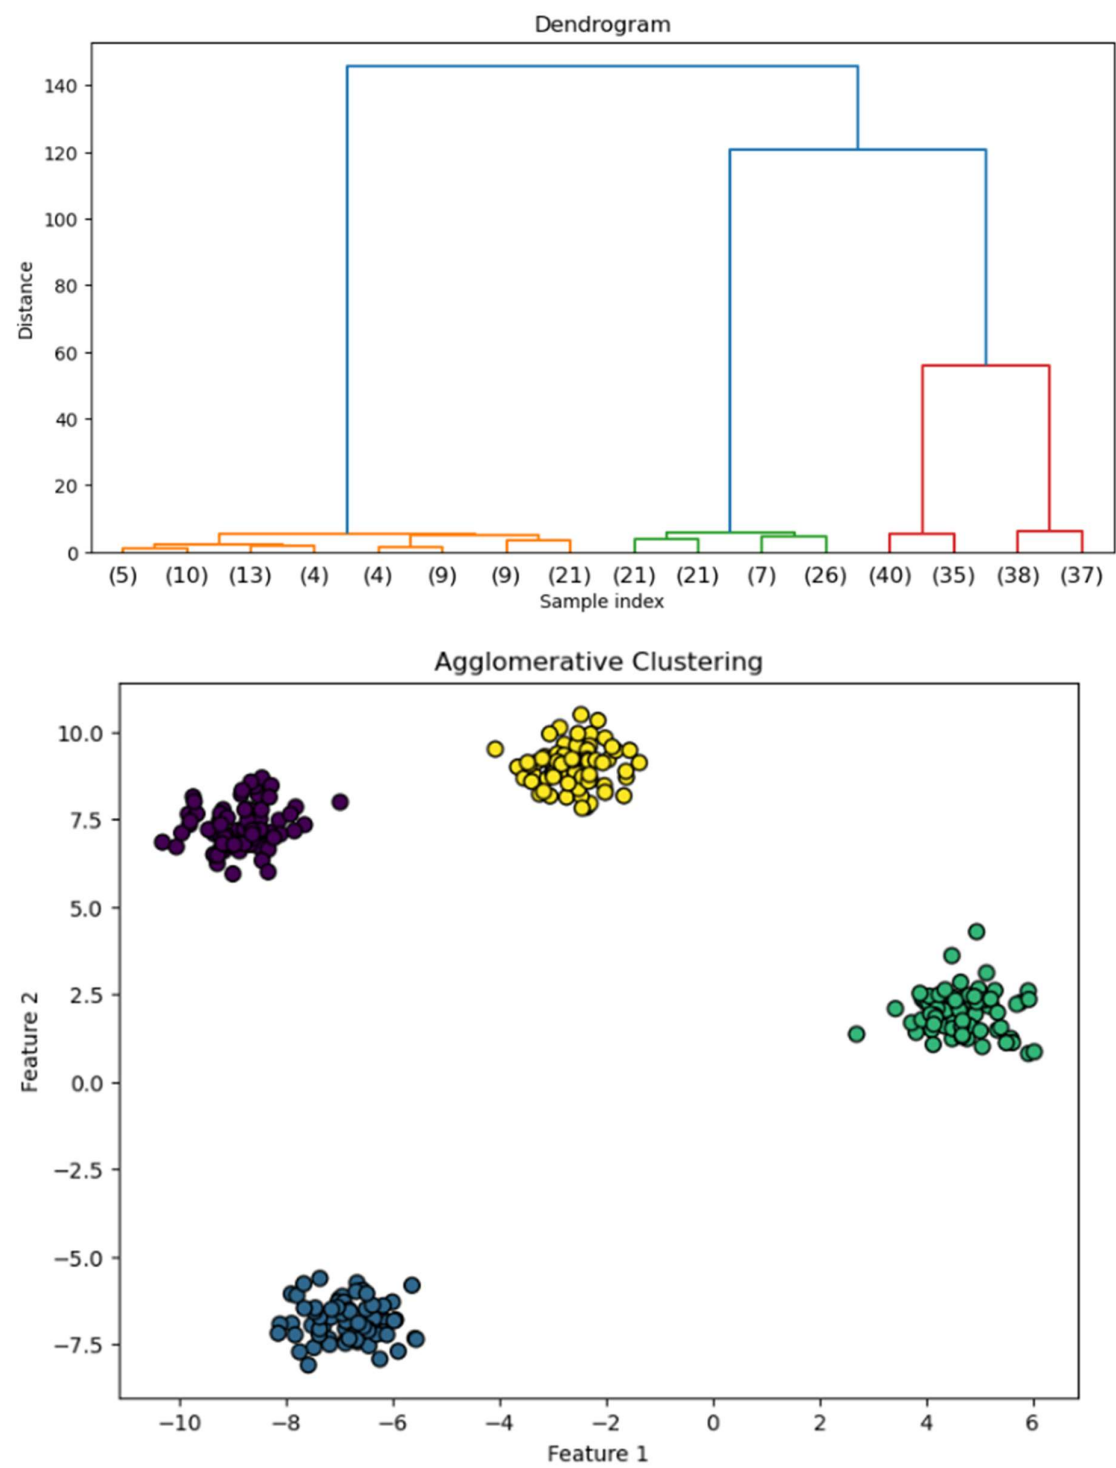 Dendrogram
140
120
100
80
60
40
20
0
Distance
(5) (10) (13) (4) (4) (9) (9) (21) (21) (21) (7) (26) (40) (35) (38) (37)
Sample index
Agglomerative Clustering
10.0
7.5
5.0
2.5
0.0
−2.5
−5.0
−7.5
Feature 2
−10 −8 −6 −4 −2 0 2 4 6
Feature 1